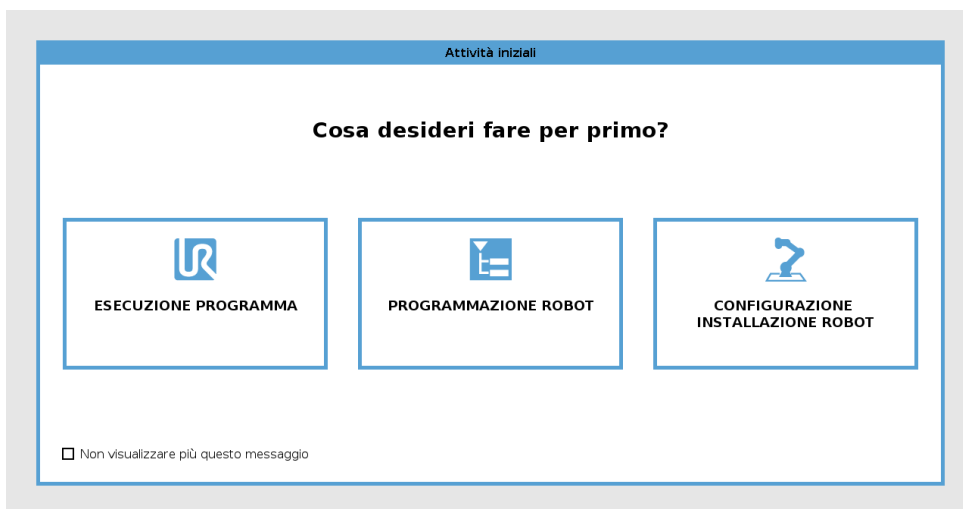 Attività iniziali
Cosa desideri fare per primo?
ESECUZIONE PROGRAMMA
PROGRAMMAZIONE ROBOT
CONFIGURAZIONE
INSTALLAZIONE ROBOT
Non visualizzare più questo messaggio